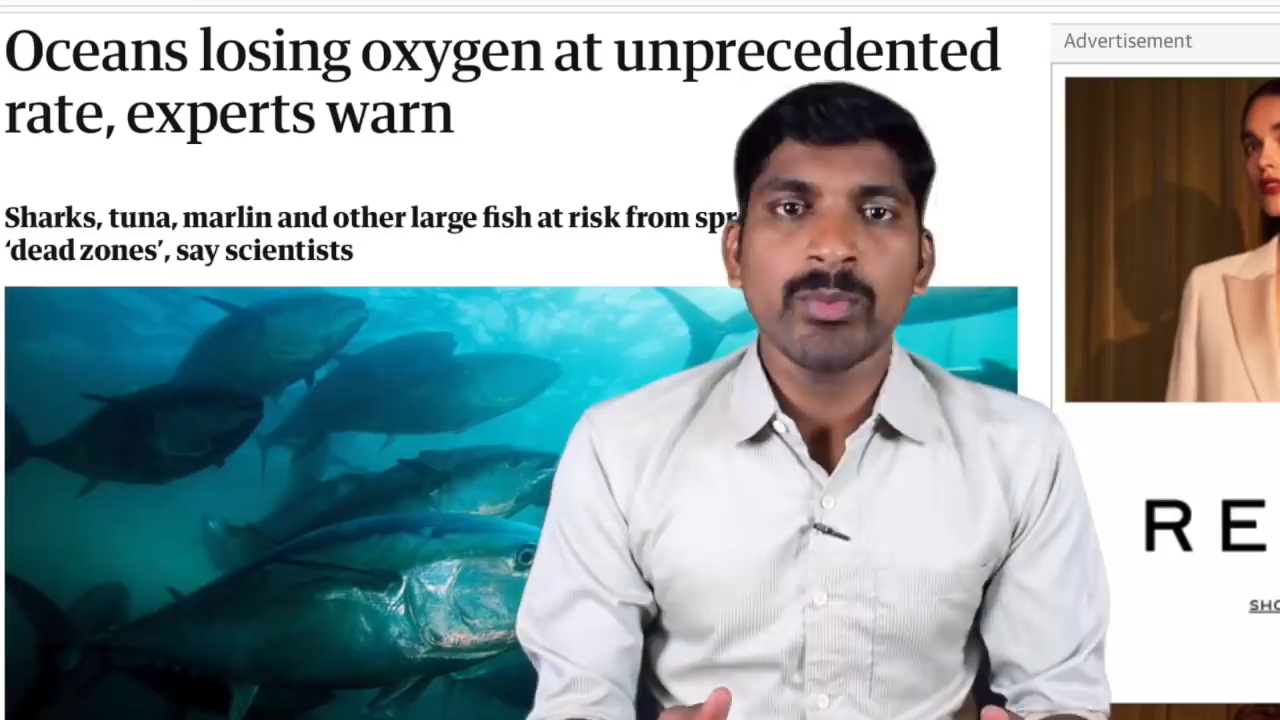 Oceans losing oxygen at unprecedented
rate, experts warn
Sharks, tuna, marlin and other large fish at risk from
‘dead zones’, say scientists
Advertisement